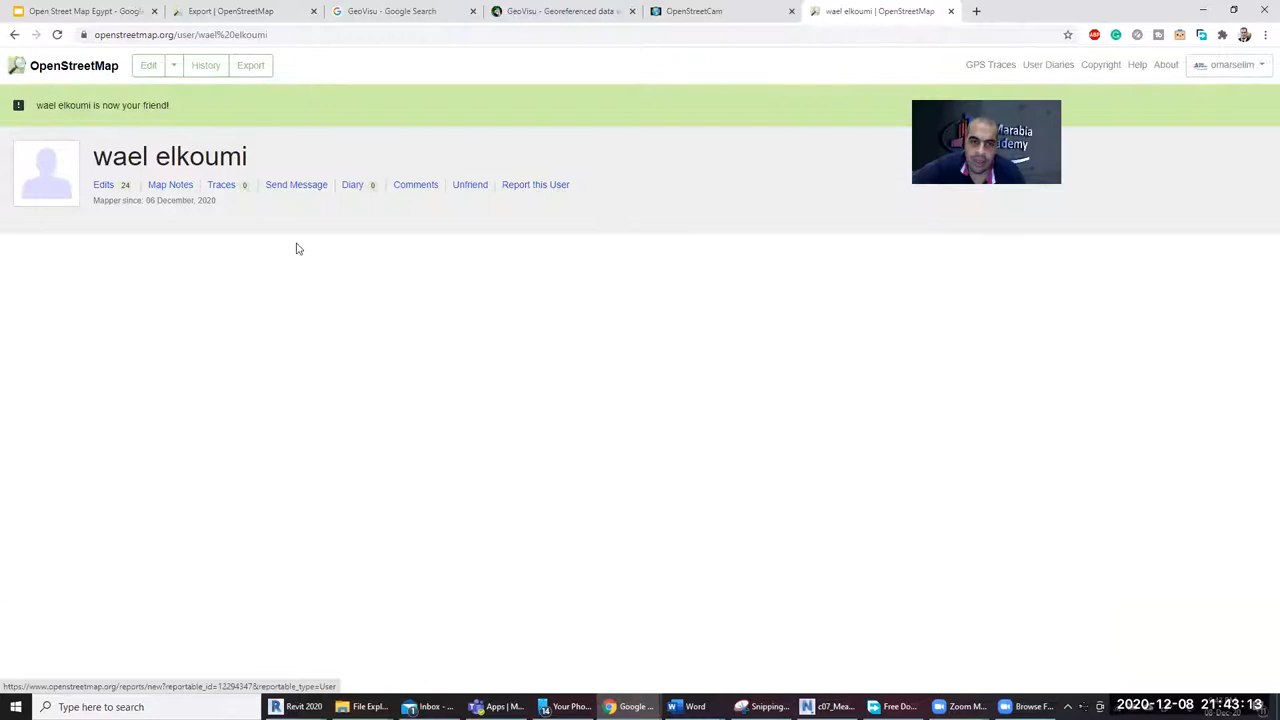 Open Street Map Egypt - Google
Export | OpenStreetMap
GeoVisu - Google Search
GeoVisu - Georeferenced data v
OpenStreetCam
wael elkoumi | OpenStreetMap
openstreetmap.org/user/wael%20elkoumi
OpenStreetMap
Edit
History
Export
GPS Traces
User Diaries
Copyright
Help
About
omarselim
wael elkoumi is now your friend!
Marabia
demy
wael elkoumi
Edits 24 | Map Notes | Traces 0 | Send Message | Diary 0 | Comments | Unfriend | Report this User
Mapper since: 06 December, 2020
https://www.openstreetmap.org/reports/new?reportable_id=12294347&reportable_type=User
Type here to search
Revit 2020
File Expl...
Inbox - ...
Apps | M...
Your Pho...
14
Google ...
Word
Snipping...
c07_Mea...
Free Do...
Zoom M...
Browse F...
2020-12-08 21:43:13